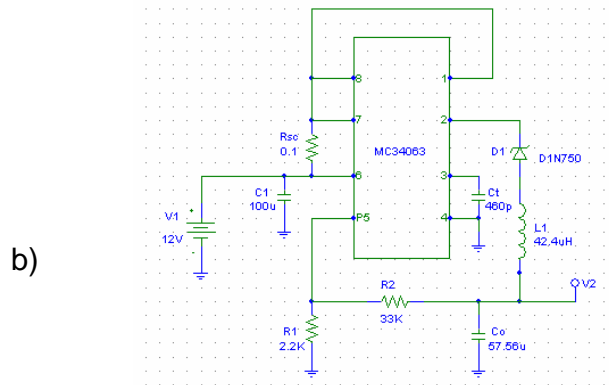 8
1
7
2
Rsc
0.1
MC34063
D1
D1N750
6
3
C1
100u
Ct
460p
V1
+
12V
-
P5
4
L1
42.4uH
b)
R2
33K
V2
R1
2.2K
Co
57.56u